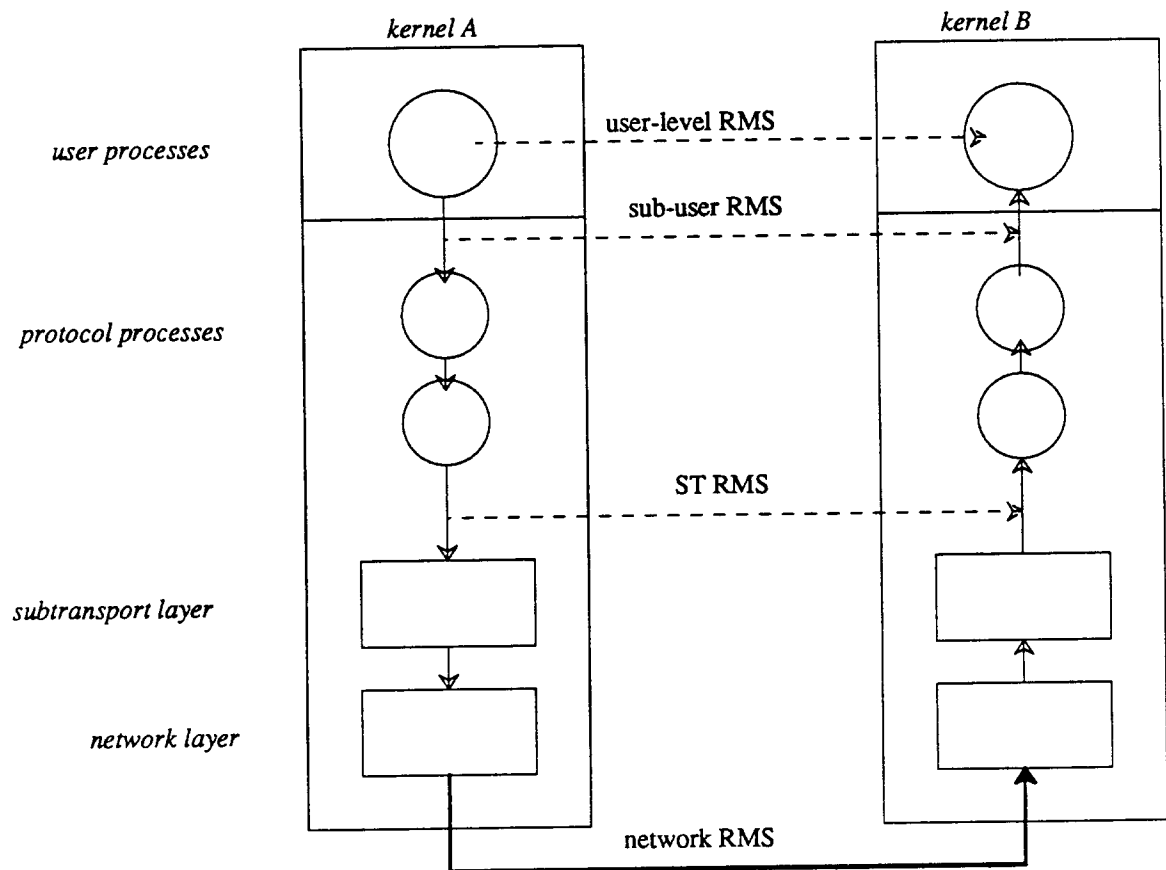 kernel A
kernel B
user processes
user-level RMS
sub-user RMS
protocol processes
ST RMS
subtransport layer
network layer
network RMS